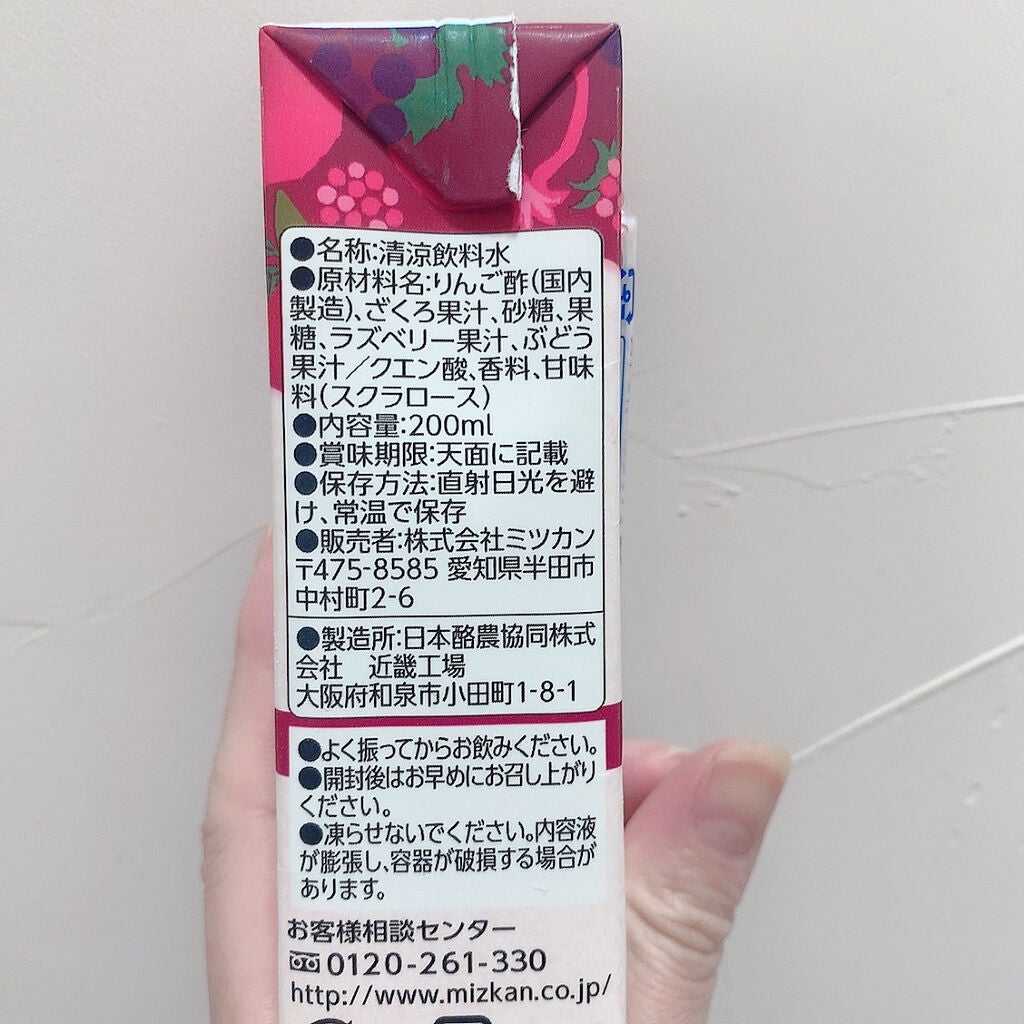 ●名称:清涼飲料水
●原材料名:りんご酢(国内
製造)、ざくろ果汁、砂糖、果
糖、ラズベリー果汁、ぶどう
果汁／クエン酸、香料、甘味
料(スクラロース)
●内容量:200ml
●賞味期限:天面に記載
●保存方法:直射日光を避
け、常温で保存
●販売者:株式会社ミツカン
〒475-8585 愛知県半田市
中村町2-6
●製造所:日本酪農協同株式
会社　近畿工場
大阪府和泉市小田町1-8-1
●よく振ってからお飲みください。
●開封後はお早めにお召し上がり
ください。
●凍らせないでください。内容液
が膨張し、容器が破損する場合が
あります。
お客様相談センター
0120-261-330
http://www.mizkan.co.jp/